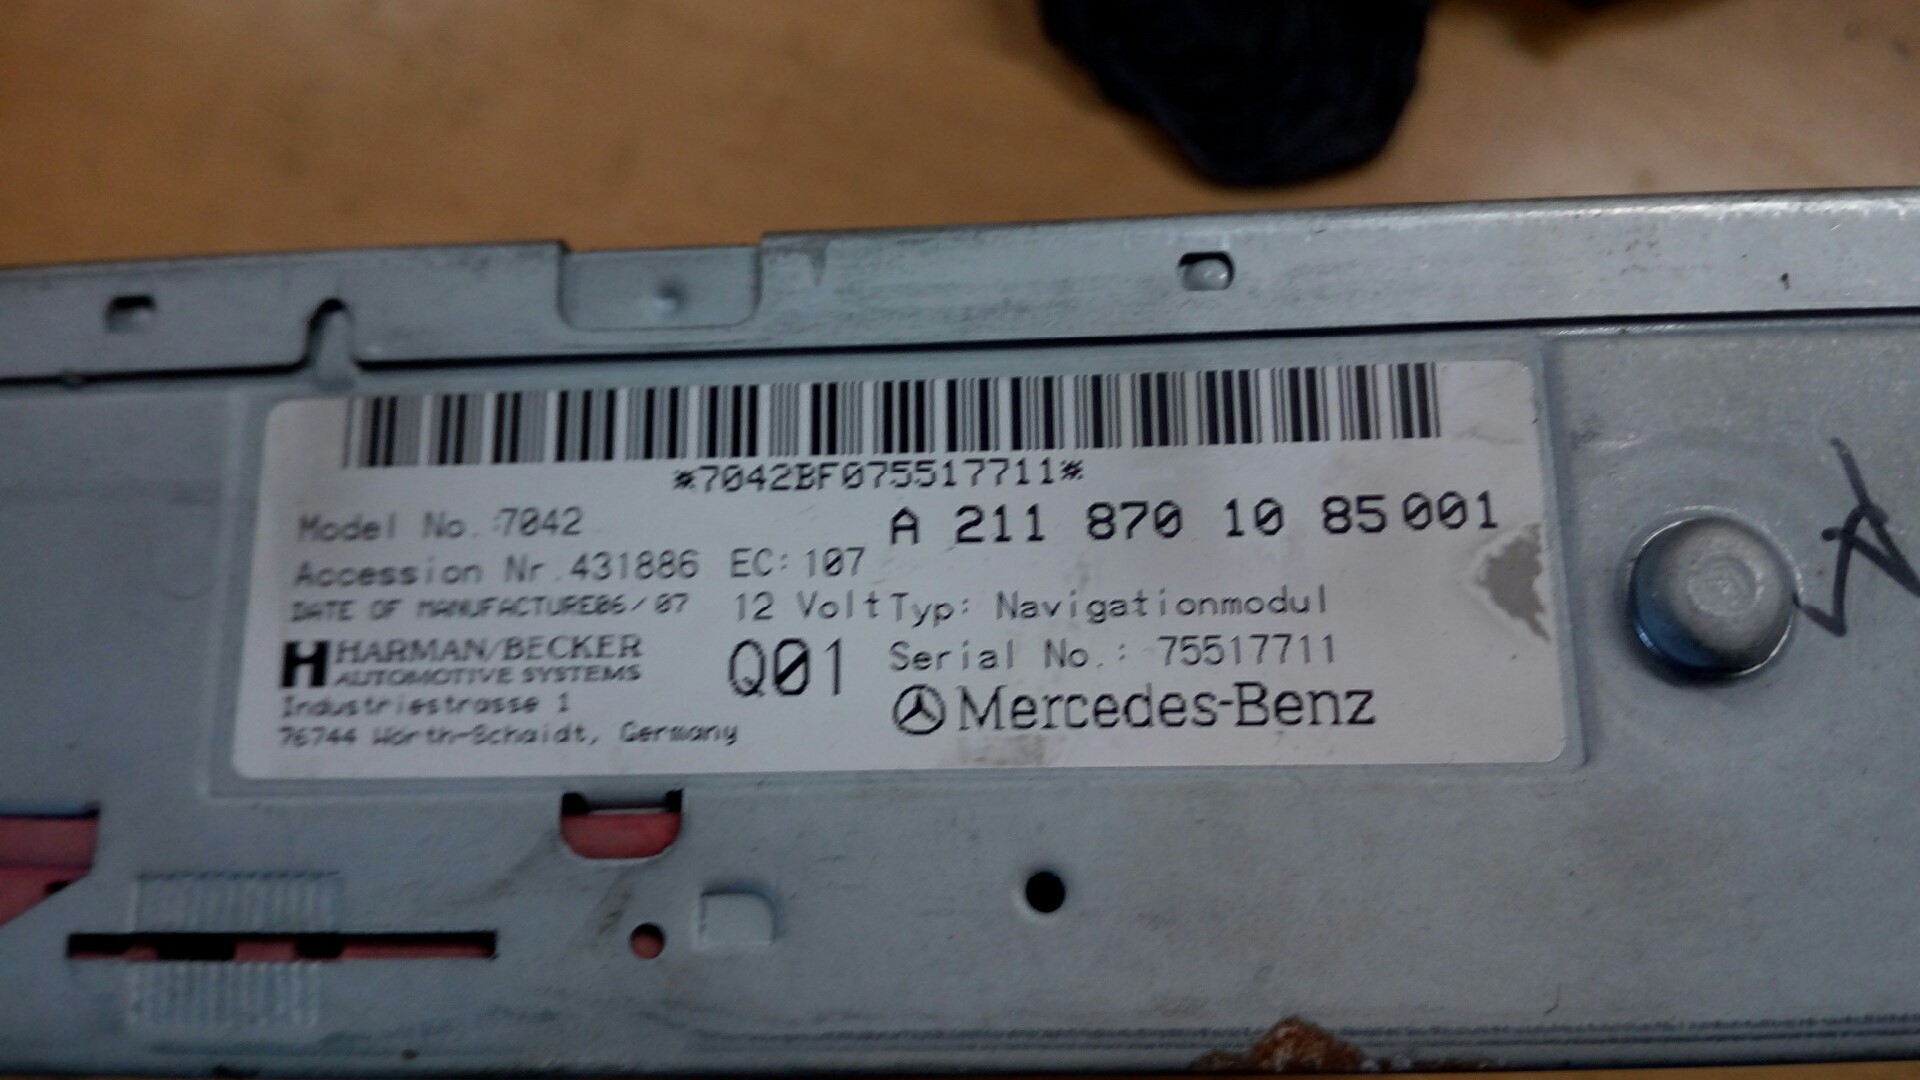 *7042BF075517711*
Model No.:7042
A 211 870 10 85 001
Accession Nr.431886 EC: 107
DATE OF MANUFACTURE06/07
12 Volt Typ: Navigationmodul
HARMAN/BECKER
AUTOMOTIVE SYSTEMS
Q01
Serial No.: 75517711
Industriestrasse 1
76744 Wörth-Schaidt, Germany
Mercedes-Benz